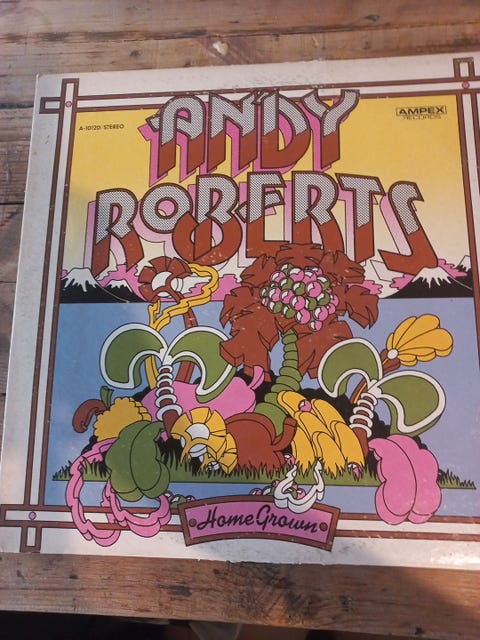 ANDY
ROBERTS
A-10120 STEREO
AMPEX
RECORDS
Home Grown